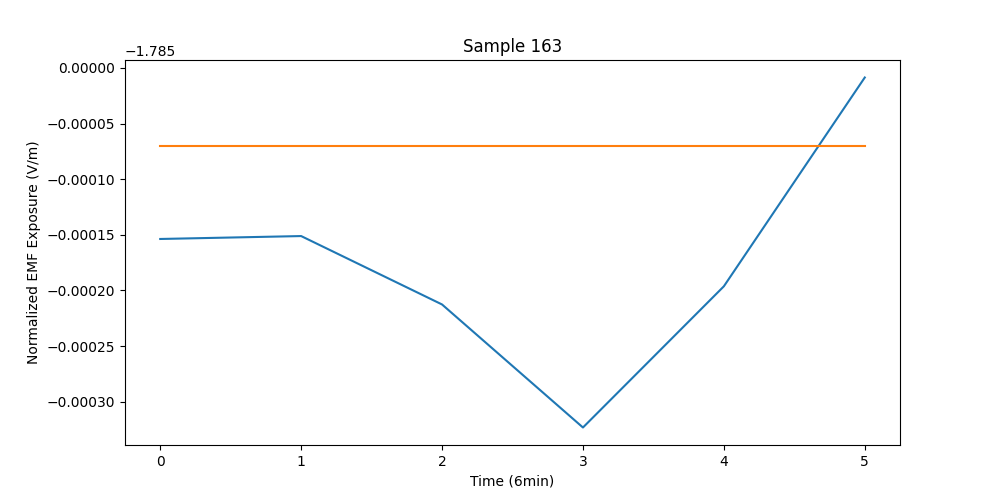 Sample 163
−1.785
0.00000
−0.00005
−0.00010
−0.00015
−0.00020
−0.00025
−0.00030
Normalized EMF Exposure (V/m)
0 1 2 3 4 5
Time (6min)